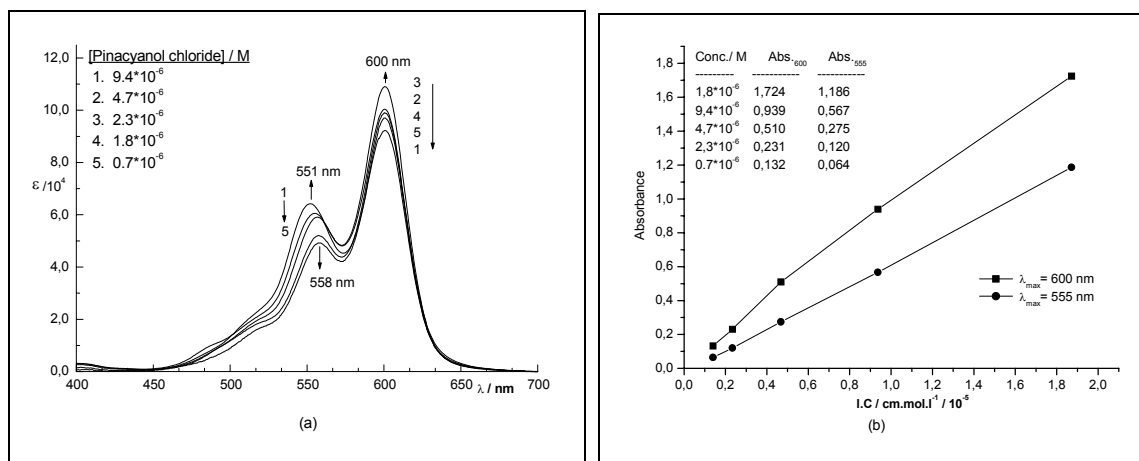 [Pinacyanol chloride] / M
1. 9.4*10-6
2. 4.7*10-6
3. 2.3*10-6
4. 1.8*10-6
5. 0.7*10-6
600 nm
3
2
4
5
1
551 nm
1
5
558 nm
12,0
10,0
8,0
ε /10⁴
6,0
4,0
2,0
0,0
400 450 500 550 600 650 700
λ / nm
(a)
Conc./ M Abs.600 Abs.555
--------- ----------- -----------
1,8*10-6 1,724 1,186
9,4*10-6 0,939 0,567
4,7*10-6 0,510 0,275
2,3*10-6 0,231 0,120
0.7*10-6 0,132 0,064
1,8
1,6
1,4
1,2
1,0
0,8
0,6
0,4
0,2
0,0
Absorbance
λmax= 600 nm
λmax= 555 nm
0,0 0,2 0,4 0,6 0,8 1,0 1,2 1,4 1,6 1,8 2,0
I.C / cm.mol.l-1 / 10-5
(b)